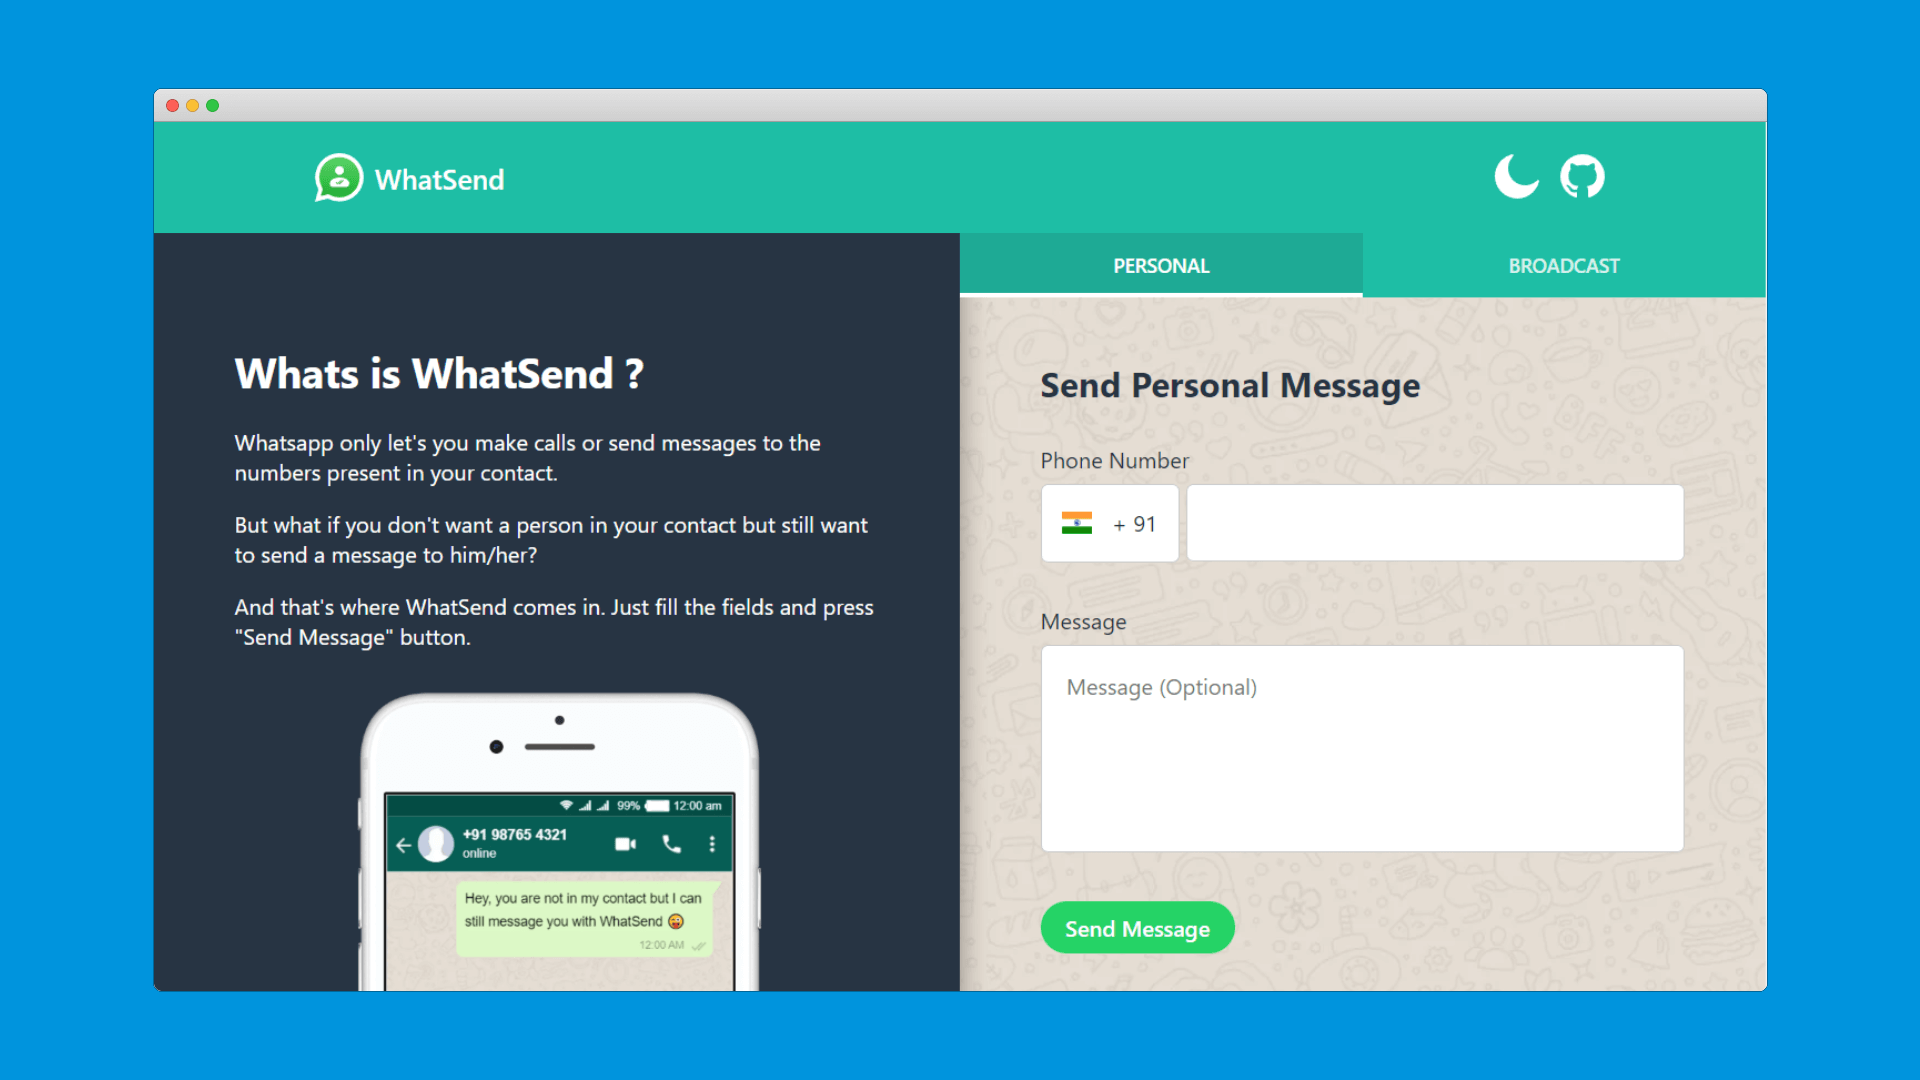 WhatSend
PERSONAL
BROADCAST
Whats is WhatSend ?
Whatsapp only let's you make calls or send messages to the
numbers present in your contact.
But what if you don't want a person in your contact but still want
to send a message to him/her?
And that's where WhatSend comes in. Just fill the fields and press
"Send Message" button.
99% 12:00 am
+91 98765 4321
online
Hey, you are not in my contact but I can
still message you with WhatSend 😜
12:00 AM
Send Personal Message
Phone Number
+ 91
Message
Message (Optional)
Send Message